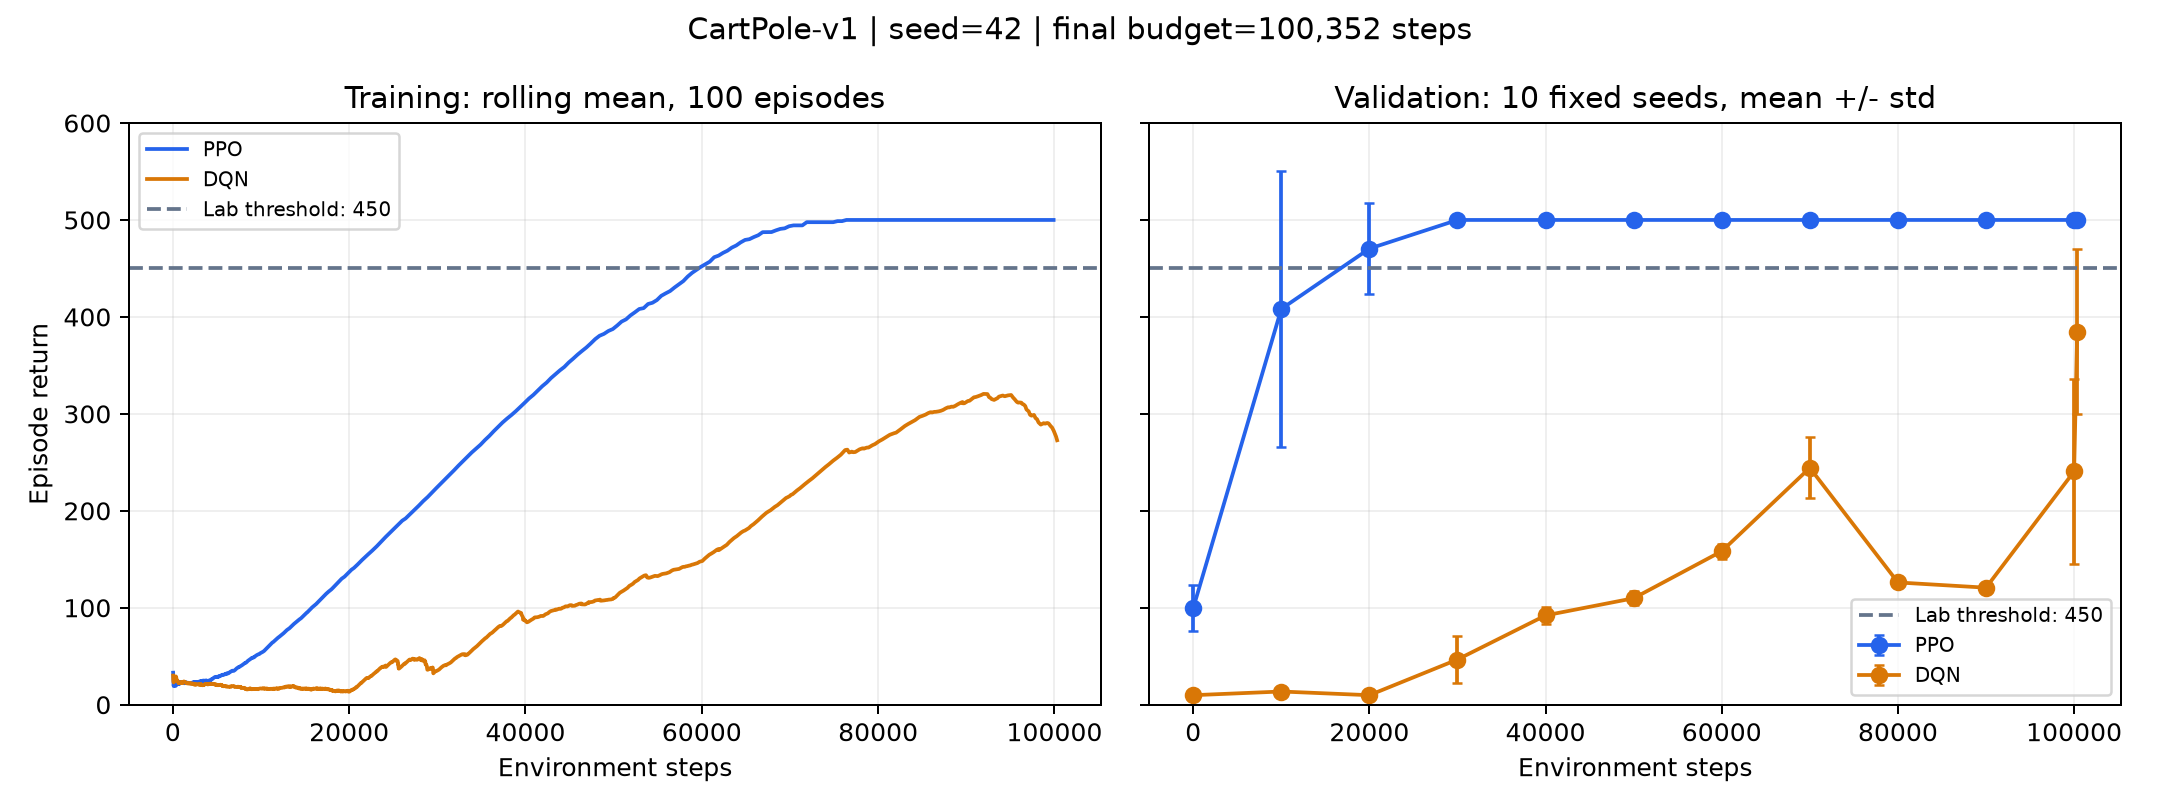 CartPole-v1 | seed=42 | final budget=100,352 steps
Training: rolling mean, 100 episodes
600
500
400
300
200
100
0
Episode return
PPO
DQN
Lab threshold: 450
0
20000
40000
60000
80000
100000
Environment steps
Validation: 10 fixed seeds, mean +/- std
Lab threshold: 450
PPO
DQN
0
20000
40000
60000
80000
100000
Environment steps